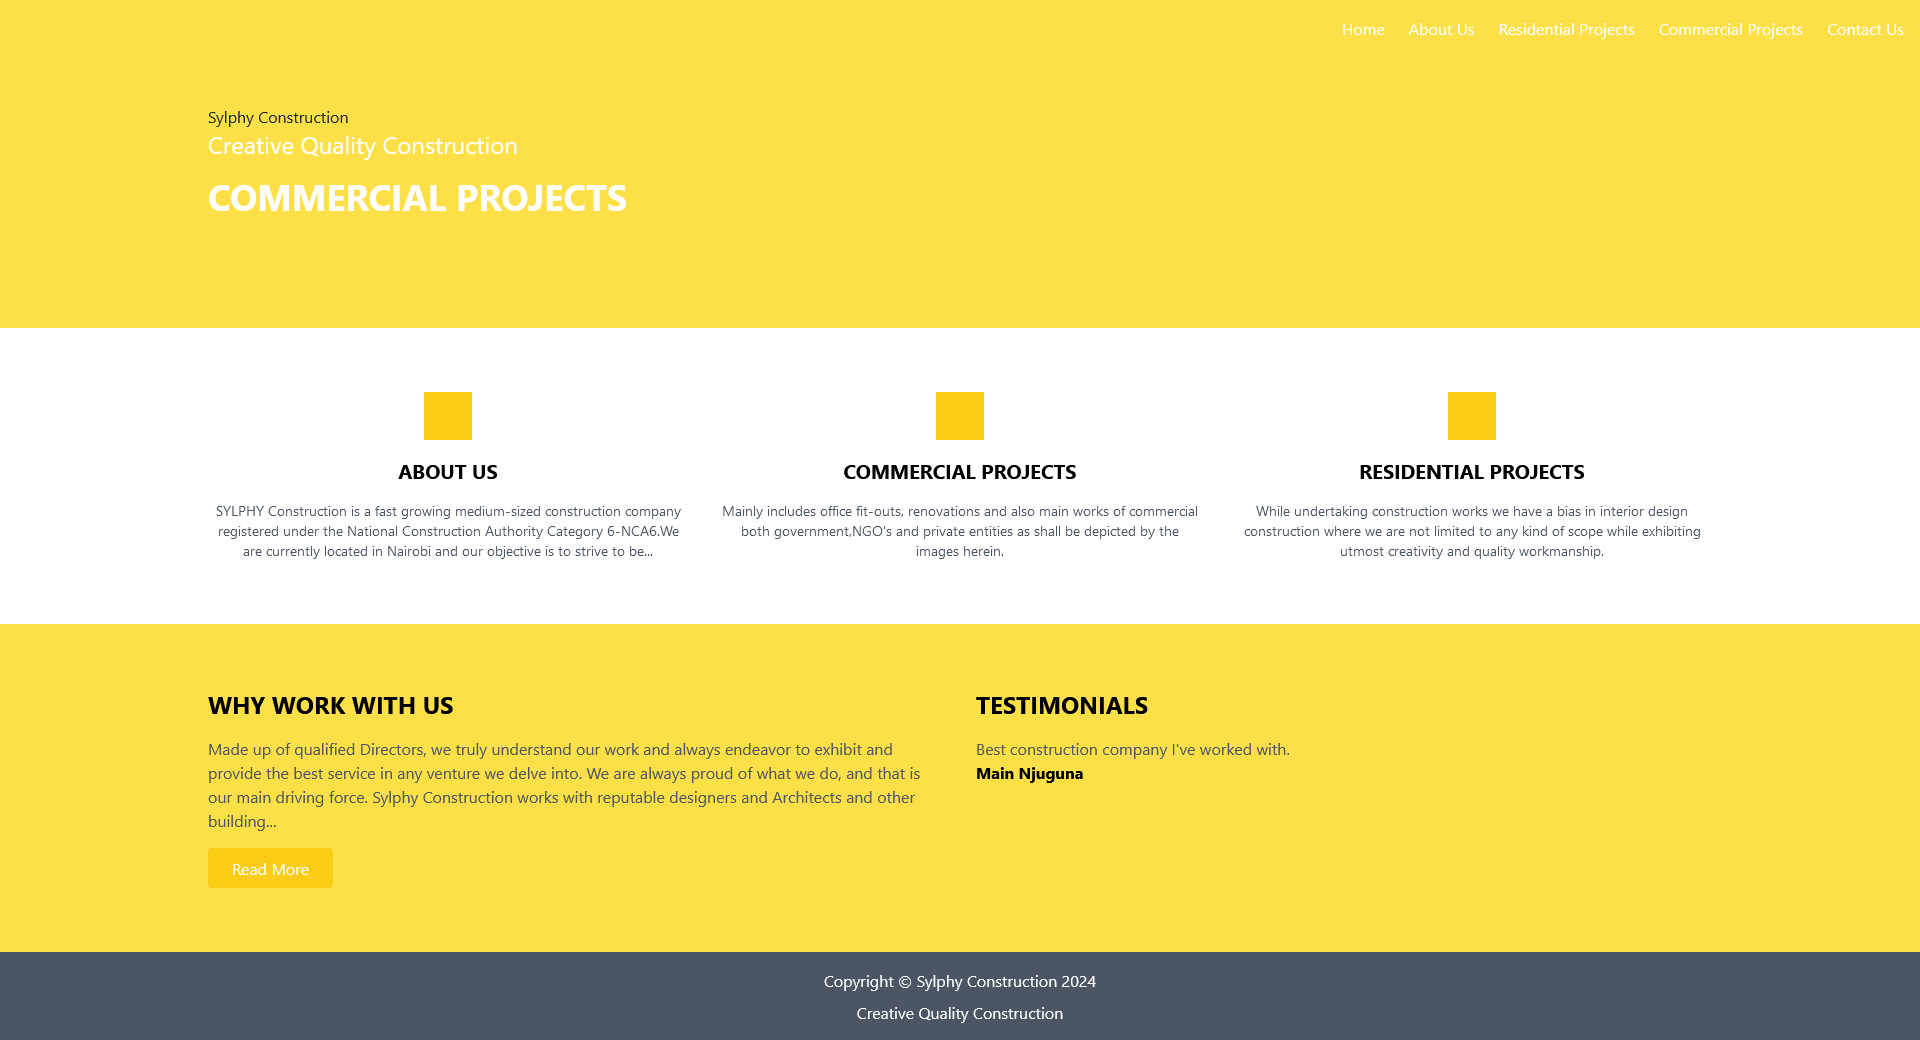 Home About Us Residential Projects Commercial Projects Contact Us
Sylphy Construction
Creative Quality Construction
COMMERCIAL PROJECTS
ABOUT US
SYLPHY Construction is a fast growing medium-sized construction company
registered under the National Construction Authority Category 6-NCA6.We
are currently located in Nairobi and our objective is to strive to be...
COMMERCIAL PROJECTS
Mainly includes office fit-outs, renovations and also main works of commercial
both government,NGO's and private entities as shall be depicted by the
images herein.
RESIDENTIAL PROJECTS
While undertaking construction works we have a bias in interior design
construction where we are not limited to any kind of scope while exhibiting
utmost creativity and quality workmanship.
WHY WORK WITH US
Made up of qualified Directors, we truly understand our work and always endeavor to exhibit and
provide the best service in any venture we delve into. We are always proud of what we do, and that is
our main driving force. Sylphy Construction works with reputable designers and Architects and other
building...
Read More
TESTIMONIALS
Best construction company I've worked with.
Main Njuguna
Copyright © Sylphy Construction 2024
Creative Quality Construction